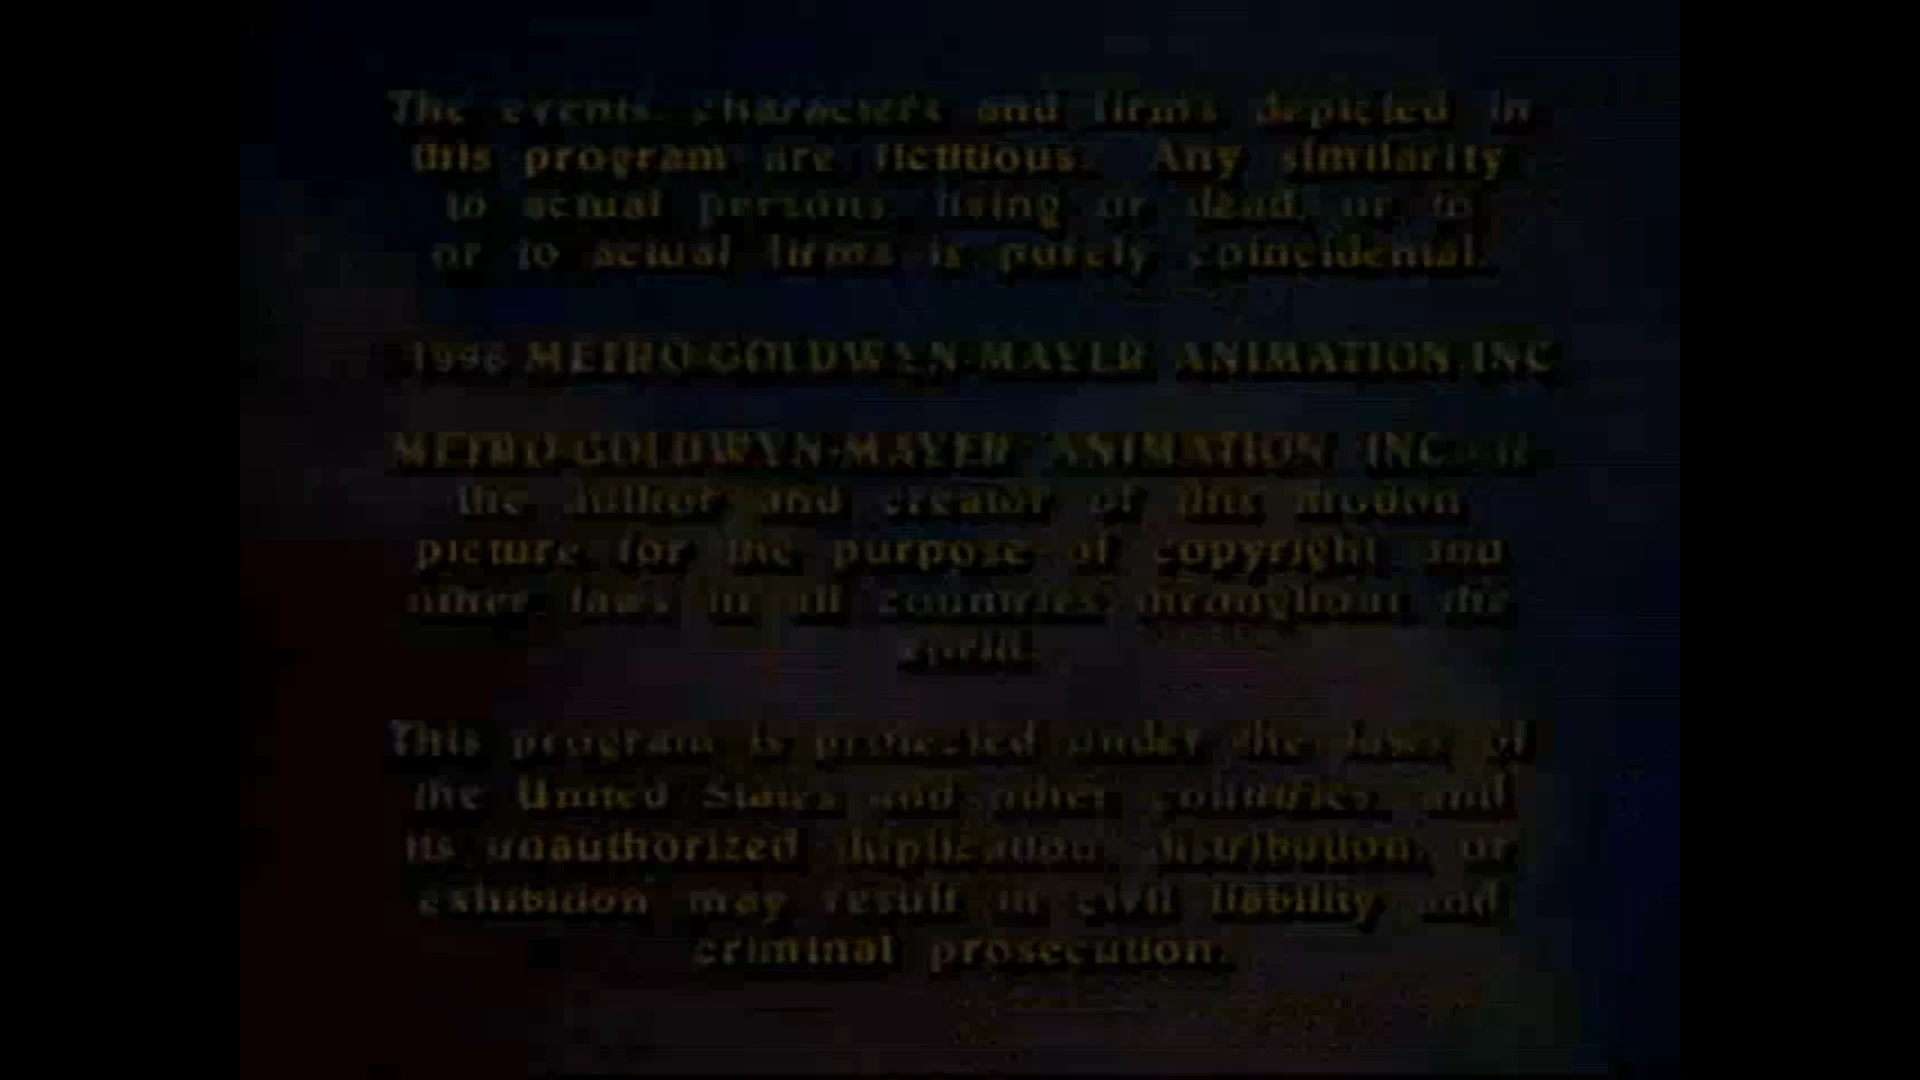 The events, characters and firms depicted in
this program are fictitious. Any similarity
to actual persons, living or dead, or to
or to actual firms is purely coincidental.
1996 METRO-GOLDWYN-MAYER ANIMATION INC.
METRO-GOLDWYN-MAYER ANIMATION INC. is
the author and creator of this motion
picture for the purpose of copyright and
other laws in all countries throughout the
world.
This program is protected under the laws of
the United States and other countries, and
its unauthorized duplication, distribution, or
exhibition may result in civil liability and
criminal prosecution.